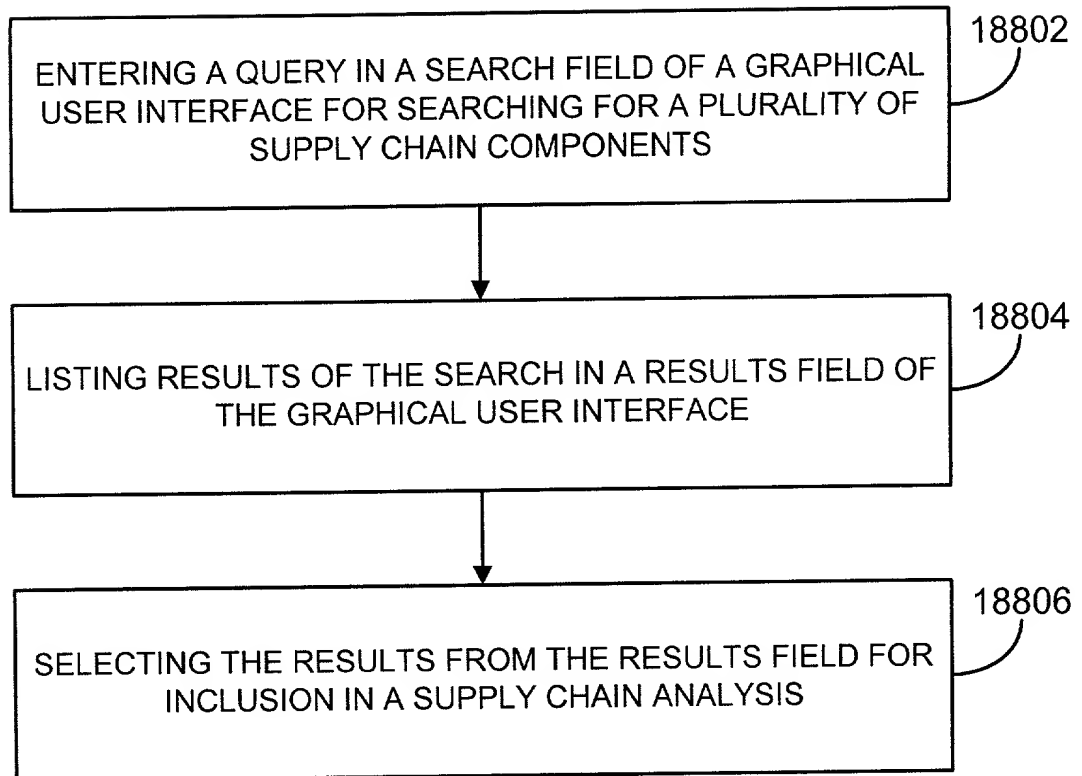 18802
ENTERING A QUERY IN A SEARCH FIELD OF A GRAPHICAL
USER INTERFACE FOR SEARCHING FOR A PLURALITY OF
SUPPLY CHAIN COMPONENTS
18804
LISTING RESULTS OF THE SEARCH IN A RESULTS FIELD OF
THE GRAPHICAL USER INTERFACE
18806
SELECTING THE RESULTS FROM THE RESULTS FIELD FOR
INCLUSION IN A SUPPLY CHAIN ANALYSIS